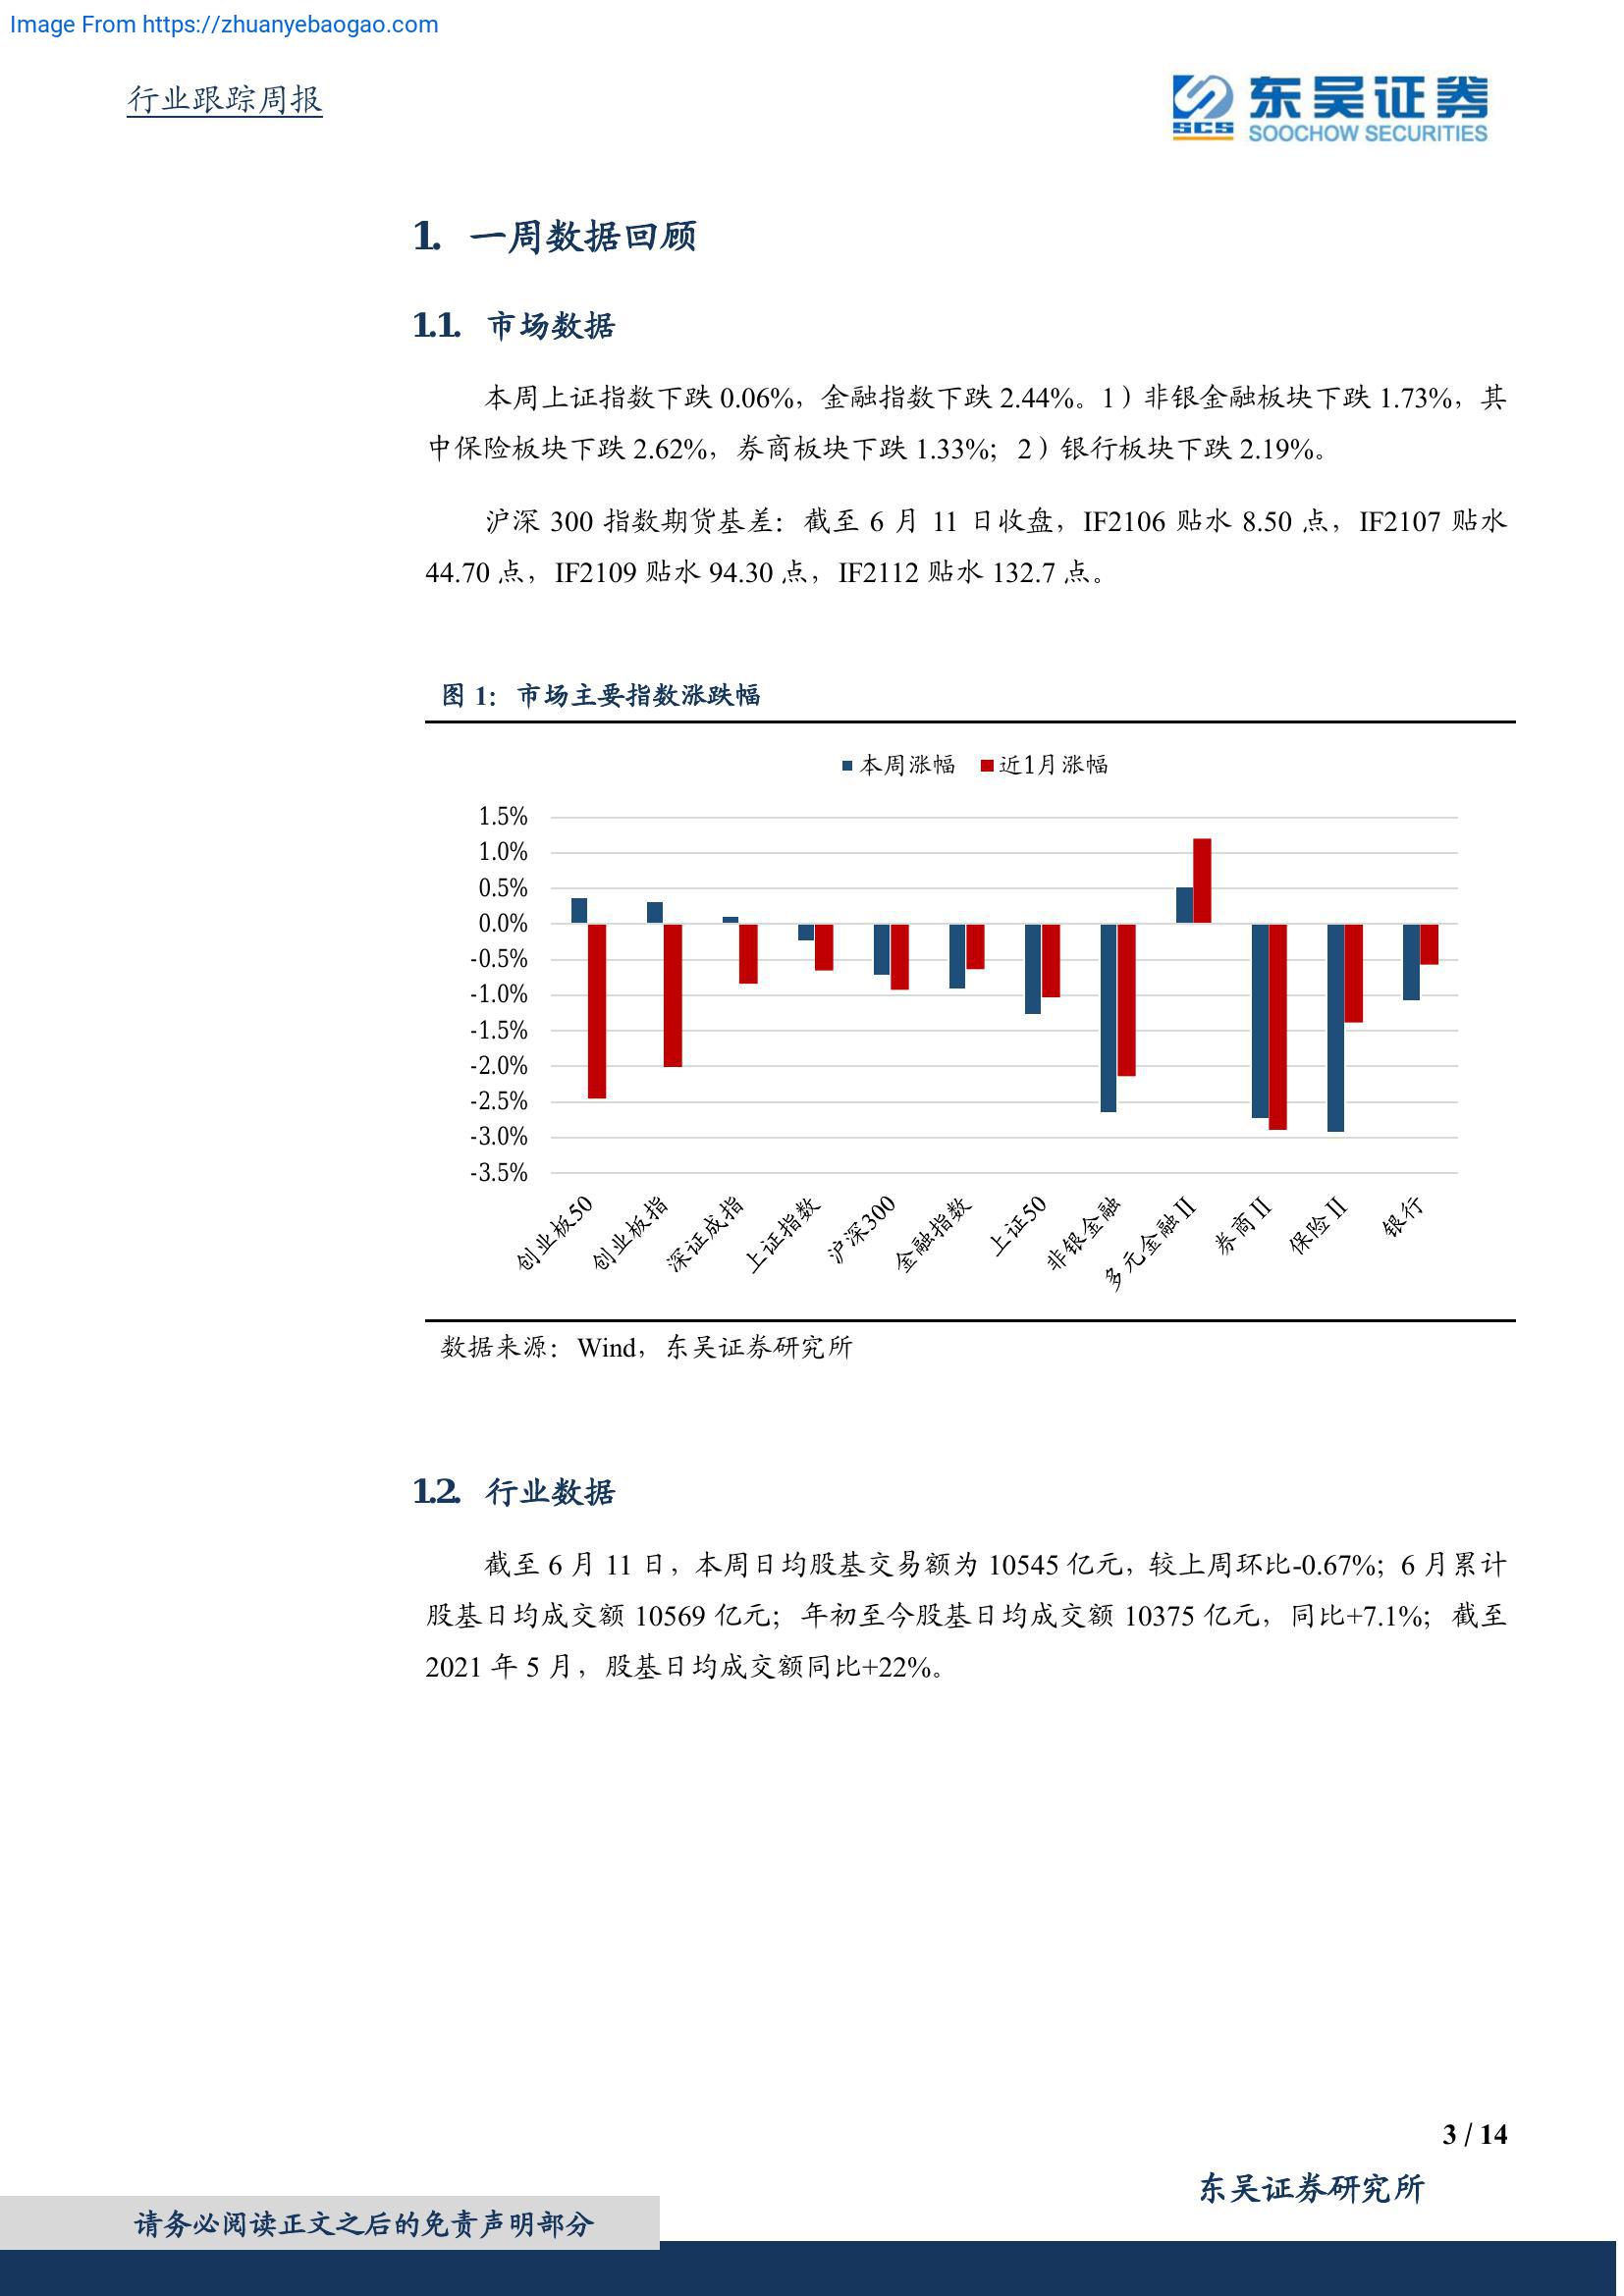 Image From https://zhuanyebaogao.com
行业跟踪周报
SCS 东吴证券
SOOCHOW SECURITIES
1. 一周数据回顾
1.1. 市场数据
本周上证指数下跌 0.06%，金融指数下跌 2.44%。1）非银金融板块下跌 1.73%，其
中保险板块下跌 2.62%，券商板块下跌 1.33%；2）银行板块下跌 2.19%。
沪深 300 指数期货基差：截至 6 月 11 日收盘，IF2106 贴水 8.50 点，IF2107 贴水
44.70 点，IF2109 贴水 94.30 点，IF2112 贴水 132.7 点。
图 1：市场主要指数涨跌幅
本周涨幅 近1月涨幅
1.5%
1.0%
0.5%
0.0%
-0.5%
-1.0%
-1.5%
-2.0%
-2.5%
-3.0%
-3.5%
创业板50
创业板指
深证成指
上证指数
沪深300
金融指数
上证50
非银金融
多元金融Ⅱ
券商Ⅱ
保险Ⅱ
银行
数据来源：Wind，东吴证券研究所
1.2. 行业数据
截至 6 月 11 日，本周日均股基交易额为 10545 亿元，较上周环比-0.67%；6 月累计
股基日均成交额 10569 亿元；年初至今股基日均成交额 10375 亿元，同比+7.1%；截至
2021 年 5 月，股基日均成交额同比+22%。
3 / 14
东吴证券研究所
请务必阅读正文之后的免责声明部分